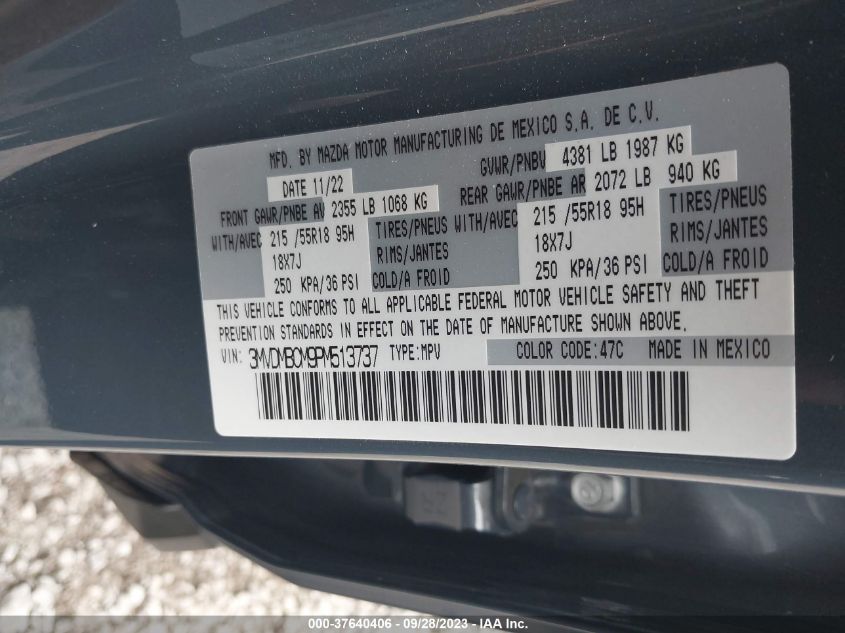 MFD. BY MAZDA MOTOR MANUFACTURING DE MEXICO S.A. DE C.V.
DATE 11/22 GVWR/PNBV 4381 LB 1987 KG
FRONT GAWR/PNBE AV 2355 LB 1068 KG REAR GAWR/PNBE AR 2072 LB 940 KG
WITH/AVEC 215 /55R18 95H TIRES/PNEUS WITH/AVEC 215 /55R18 95H TIRES/PNEUS
18X7J RIMS/JANTES 18X7J RIMS/JANTES
250 KPA/36 PSI COLD/A FROID 250 KPA/36 PSI COLD/A FROID
THIS VEHICLE CONFORMS TO ALL APPLICABLE FEDERAL MOTOR VEHICLE SAFETY AND THEFT
PREVENTION STANDARDS IN EFFECT ON THE DATE OF MANUFACTURE SHOWN ABOVE.
VIN: 3MVDMBCM9PM513737 TYPE:MPV COLOR CODE:47C MADE IN MEXICO
000-37640406 - 09/28/2023 - IAAI.com